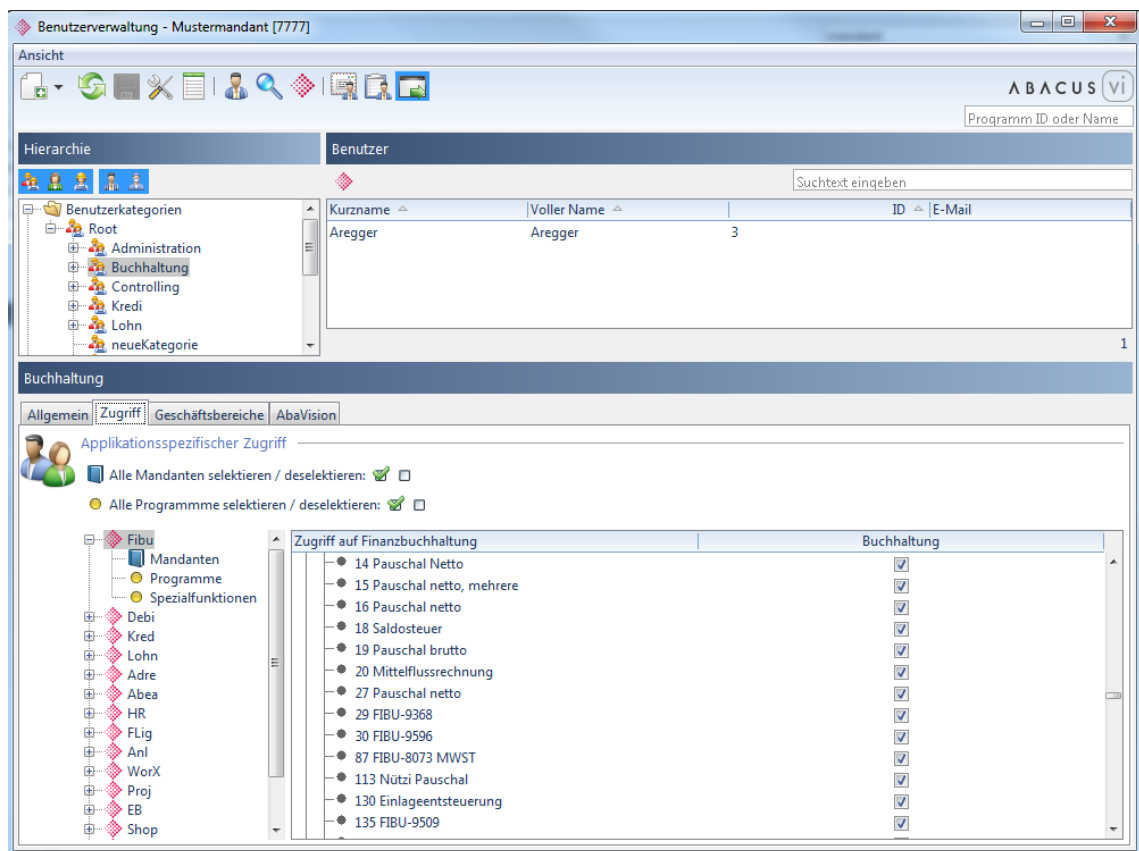 Benutzerverwaltung - Mustermandant [7777]
Ansicht
ABACUS vi
Programm ID oder Name
Hierarchie
Benutzer
Suchtext eingeben
Benutzerkategorien
Root
Administration
Buchhaltung
Controlling
Kredi
Lohn
neueKategorie
Kurzname Voller Name ID E-Mail
Aregger Aregger 3
1
Buchhaltung
Allgemein Zugriff Geschäftsbereiche AbaVision
Applikationsspezifischer Zugriff
Alle Mandanten selektieren / deselektieren:
Alle Programmme selektieren / deselektieren:
Fibu
Mandanten
Programme
Spezialfunktionen
Debi
Kred
Lohn
Adre
Abea
HR
FLig
Anl
WorX
Proj
EB
Shop
Zugriff auf Finanzbuchhaltung Buchhaltung
14 Pauschal Netto
15 Pauschal netto, mehrere
16 Pauschal netto
18 Saldosteuer
19 Pauschal brutto
20 Mittelflussrechnung
27 Pauschal netto
29 FIBU-9368
30 FIBU-9596
87 FIBU-8073 MWST
113 Nützi Pauschal
130 Einlageentsteuerung
135 FIBU-9509